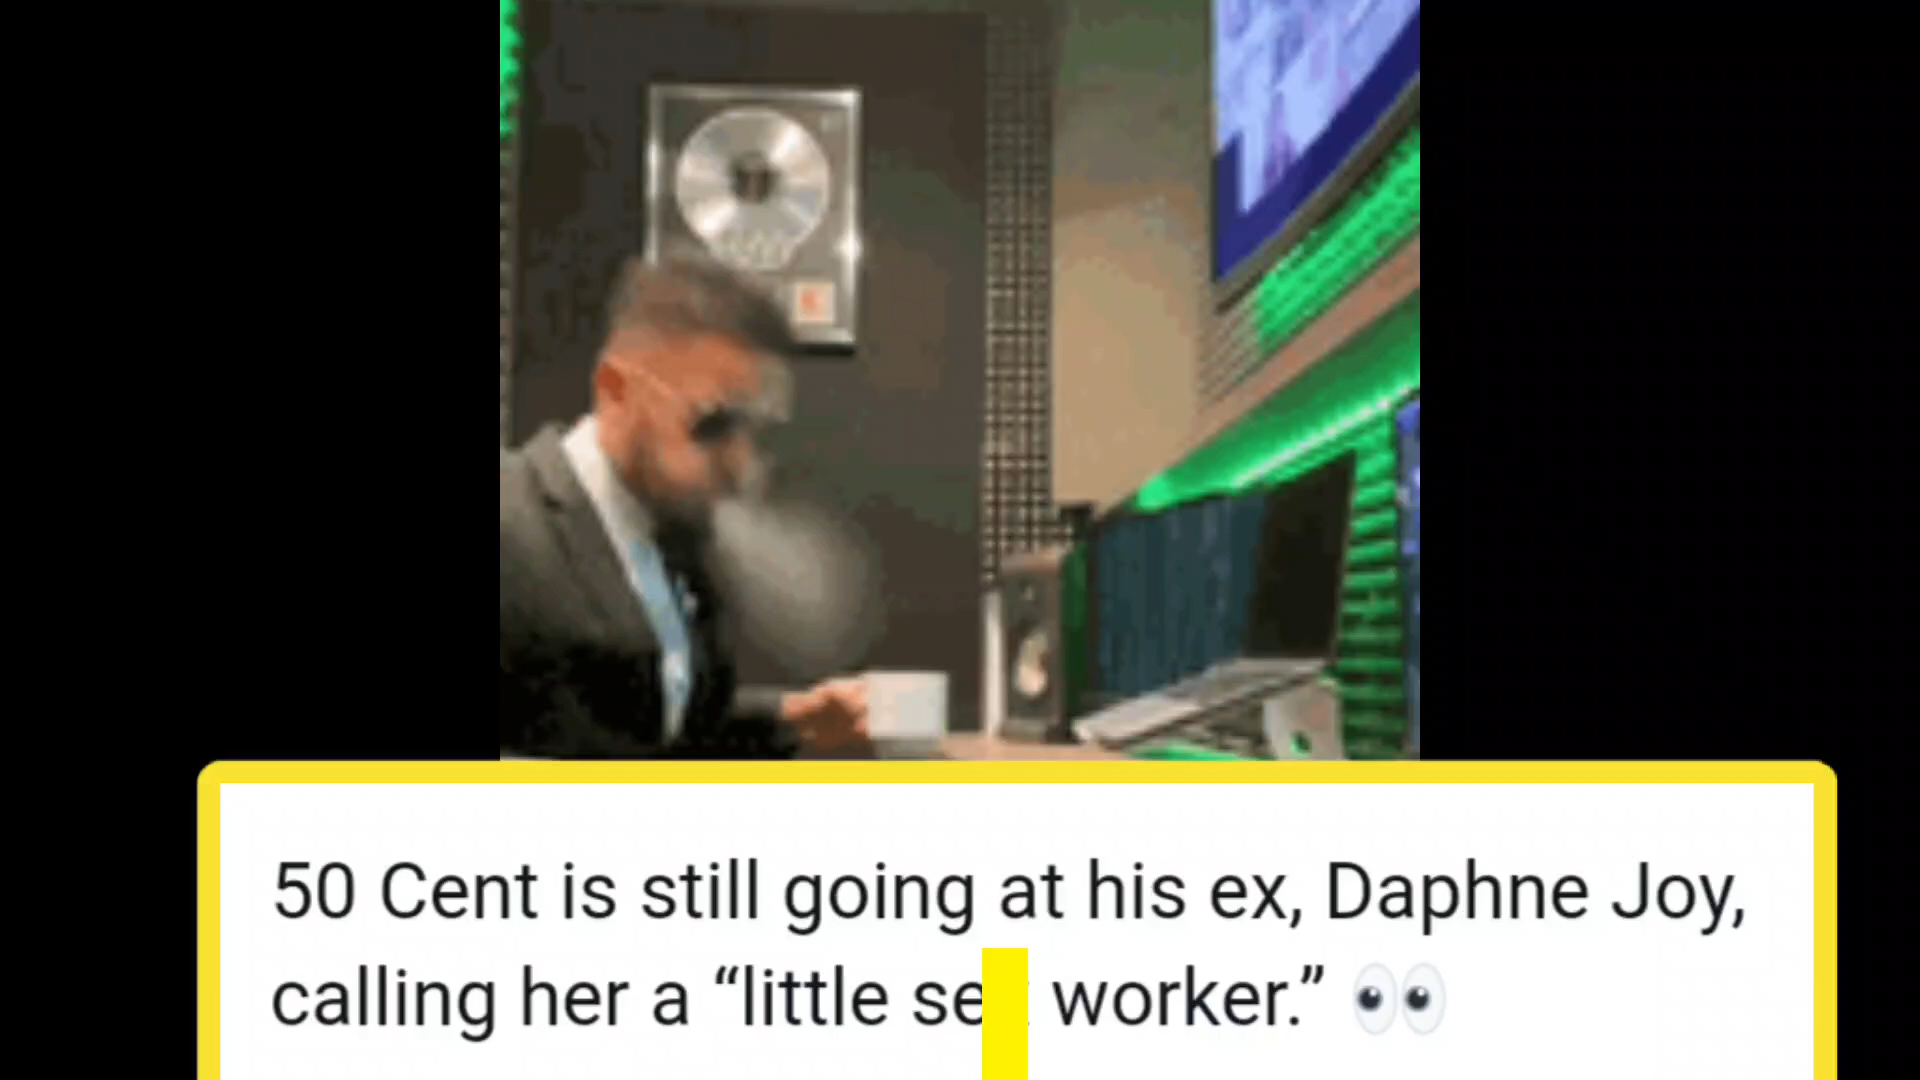 50 Cent is still going at his ex, Daphne Joy,
calling her a “little se worker.” 👀